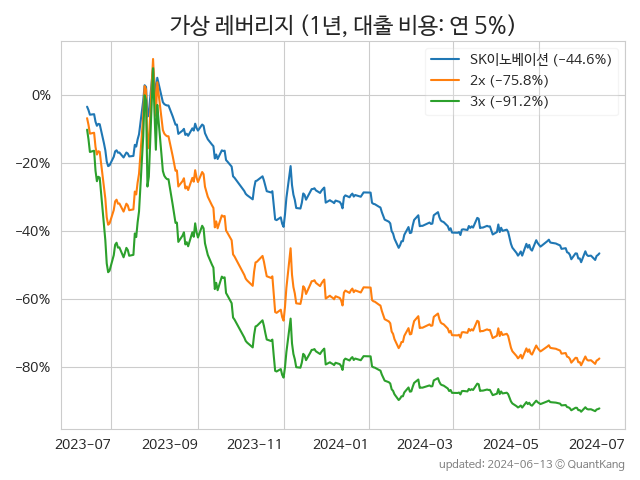 가상 레버리지 (1년, 대출 비용: 연 5%)
SK이노베이션 (−44.6%)
2x (−75.8%)
3x (−91.2%)
0%
−20%
−40%
−60%
−80%
2023-07 2023-09 2023-11 2024-01 2024-03 2024-05 2024-07
updated: 2024-06-13 © QuantKang